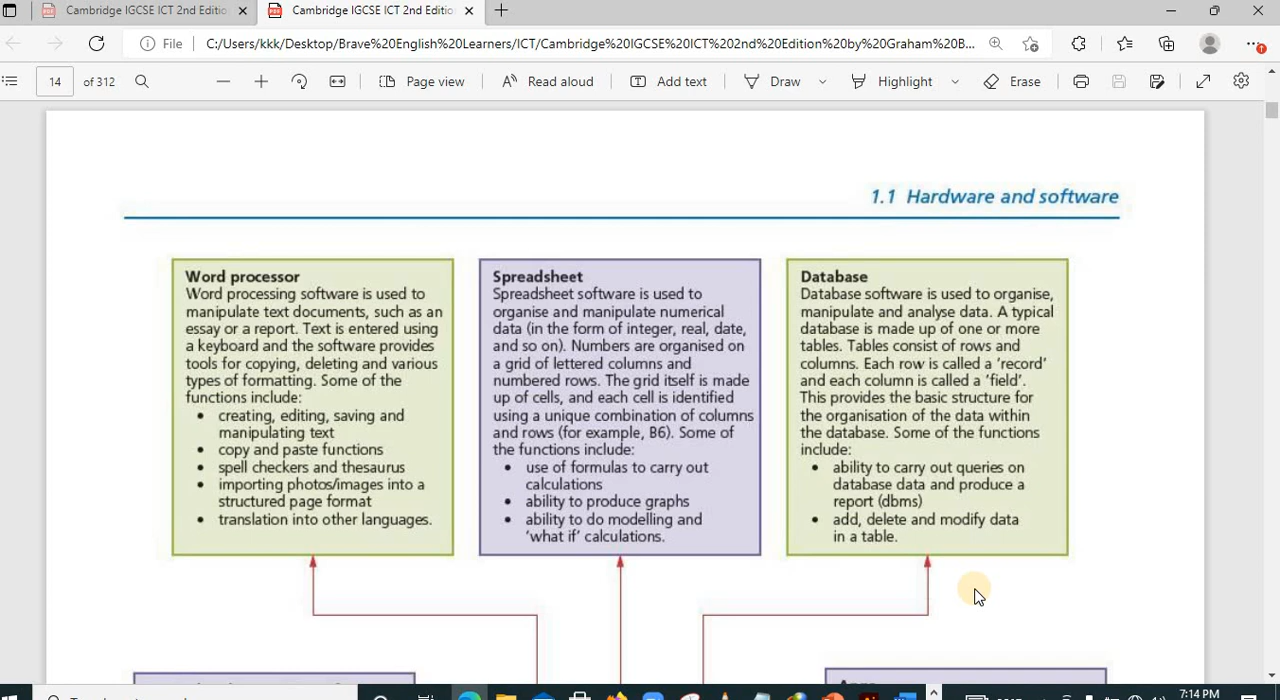 Cambridge IGCSE ICT 2nd Editio
Cambridge IGCSE ICT 2nd Editio
File
C:/Users/kkk/Desktop/Brave%20English%20Learners/ICT/Cambridge%20IGCSE%20ICT%202nd%20Edition%20by%20Graham%20B...
14 of 312
Page view
Read aloud
Add text
Draw
Highlight
Erase
1.1 Hardware and software
Word processor
Word processing software is used to
manipulate text documents, such as an
essay or a report. Text is entered using
a keyboard and the software provides
tools for copying, deleting and various
types of formatting. Some of the
functions include:
• creating, editing, saving and
manipulating text
• copy and paste functions
• spell checkers and thesaurus
• importing photos/images into a
structured page format
• translation into other languages.
Spreadsheet
Spreadsheet software is used to
organise and manipulate numerical
data (in the form of integer, real, date,
and so on). Numbers are organised on
a grid of lettered columns and
numbered rows. The grid itself is made
up of cells, and each cell is identified
using a unique combination of columns
and rows (for example, B6). Some of
the functions include:
• use of formulas to carry out
calculations
• ability to produce graphs
• ability to do modelling and
'what if' calculations.
Database
Database software is used to organise,
manipulate and analyse data. A typical
database is made up of one or more
tables. Tables consist of rows and
columns. Each row is called a 'record'
and each column is called a 'field'.
This provides the basic structure for
the organisation of the data within
the database. Some of the functions
include:
• ability to carry out queries on
database data and produce a
report (dbms)
• add, delete and modify data
in a table.
7:14 PM